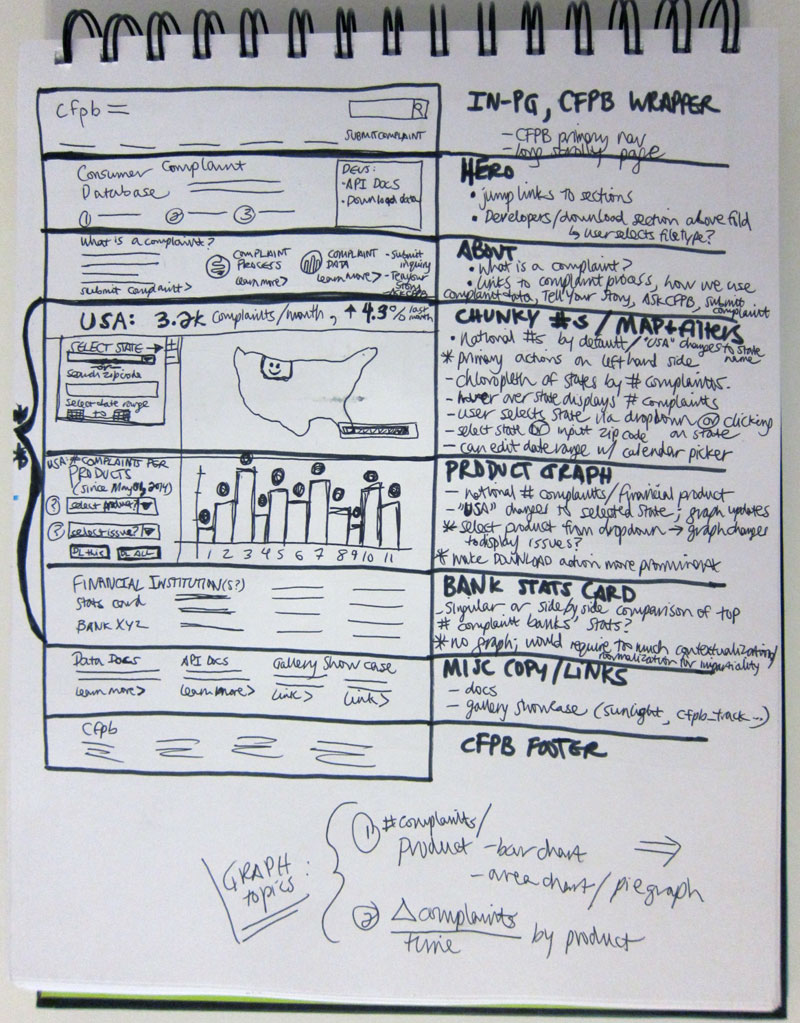 cfpb
SUBMIT COMPLAINT
IN-PG, CFPB WRAPPER
- CFPB primary nav
- long scrolly page
Consumer Complaint
Database
1 2 3
DEVS:
- API DOCS
- Download data
HERO
• jump links to sections
• Developers/download section above fold
↳ user selects filetype?
What is a complaint?
submit complaint>
COMPLAINT
PROCESS
learn more>
COMPLAINT
DATA
learn more>
- Submit
inquiry
- Tell your
Story
- ASK CFPB
ABOUT
• What is a complaint?
• Links to complaint process, how we use
complaint data, Tell Your Story, ASKCFPB, submit
complaint
USA: 3.2k complaints/month, ↑ 4.3% last
month
SELECT STATE
or
search zipcode
select date range
to
+
-
CHUNKY #S / MAP + filters
• national #s by default / "USA" changes to state
name
* primary actions on left hand side
- chloropleth of states by # complaints.
- hover over state displays # complaints
- user selects state via dropdown or clicking
on state
- select state or input zip code
- can edit date range w/ calendar picker
USA: # COMPLAINTS PER
PRODUCTS
(since May 01, 2014)
? select product?
? select issue?
DL this DL ALL
1 2 3 4 5 6 7 8 9 10 11
PRODUCT GRAPH
- national # complaints/financial product
- "USA" changes to selected state; graph updates
* select product from dropdown → graph changes
to display issues?
* make DOWNLOAD action more prominent
FINANCIAL INSTITUTION(S?)
Stats card
BANK XYZ
BANK STATS CARD
singular or side by side comparison of top
# complaint banks' stats?
* no graph; would require too much contextualization/
normalization for impartiality
Data Docs
learn more>
API Docs
learn more>
Gallery Show case
link>
link>
MISC COPY/LINKS
- docs
- gallery showcase (sunlight, cfpb_track...)
cfpb
CFPB FOOTER
GRAPH
topics:
1 # complaints/
product - bar chart ⇒
- area chart / pie graph
2 △ complaints
time by product